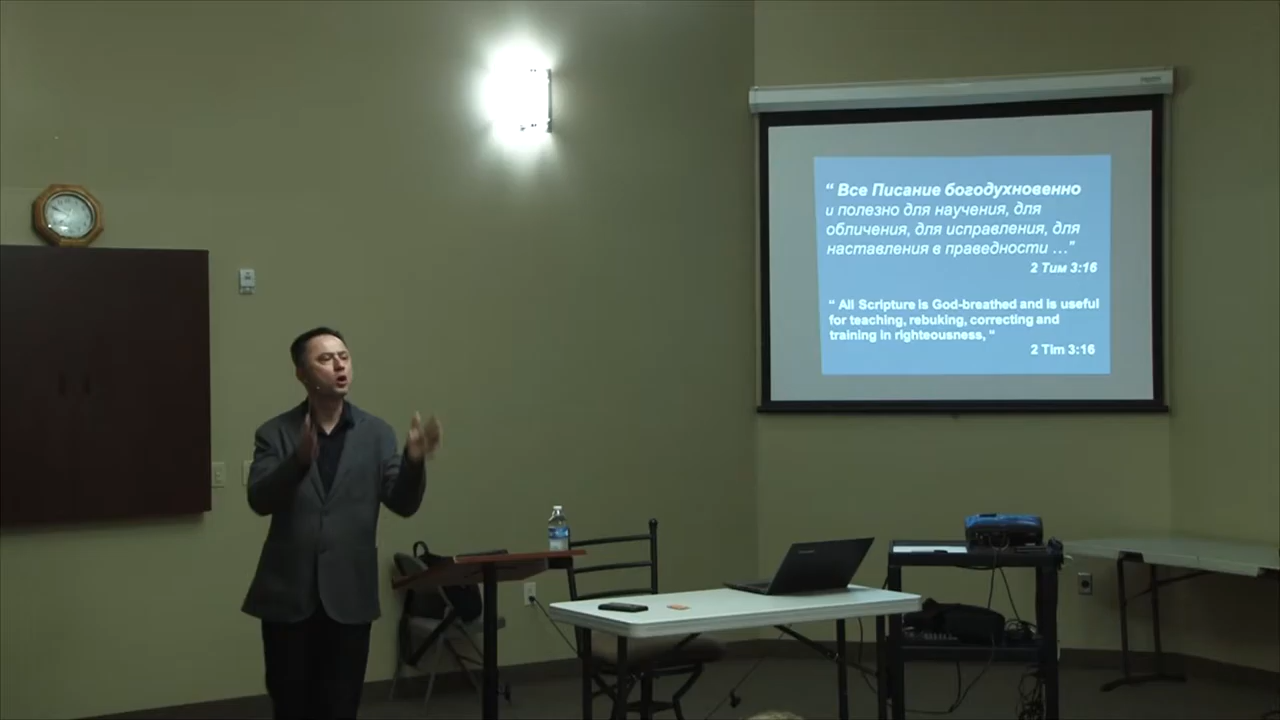 “ Все Писание богодухновенно
и полезно для научения, для
обличения, для исправления, для
наставления в праведности …”
2 Тим 3:16
“ All Scripture is God-breathed and is useful
for teaching, rebuking, correcting and
training in righteousness, “
2 Tim 3:16